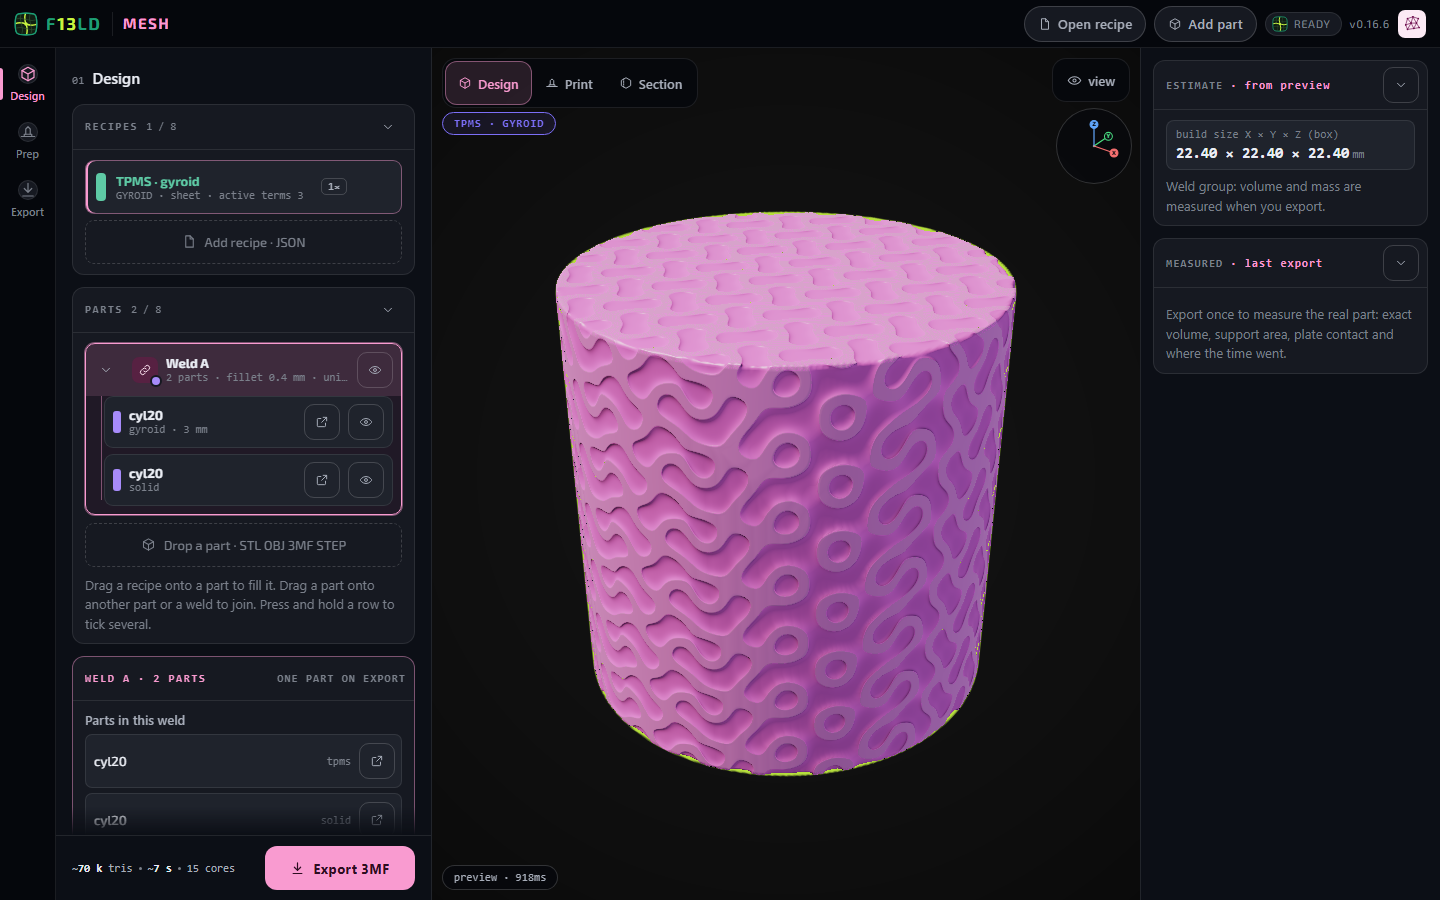 F13LD MESH
Open recipe
Add part
READY
v0.16.6
Design
Prep
Export
01 Design
RECIPES 1 / 8
TPMS · gyroid
GYROID · sheet · active terms 3
1×
Add recipe · JSON
PARTS 2 / 8
Weld A
2 parts · fillet 0.4 mm · uni…
cyl20
gyroid · 3 mm
cyl20
solid
Drop a part · STL OBJ 3MF STEP
Drag a recipe onto a part to fill it. Drag a part onto
another part or a weld to join. Press and hold a row to
tick several.
WELD A · 2 PARTS
ONE PART ON EXPORT
Parts in this weld
cyl20
tpms
cyl20
solid
~70 k tris • ~7 s • 15 cores
Export 3MF
Design
Print
Section
TPMS · GYROID
view
Z
Y
X
preview · 918ms
ESTIMATE · from preview
build size X × Y × Z (box)
22.40 × 22.40 × 22.40 mm
Weld group: volume and mass are
measured when you export.
MEASURED · last export
Export once to measure the real part: exact
volume, support area, plate contact and
where the time went.